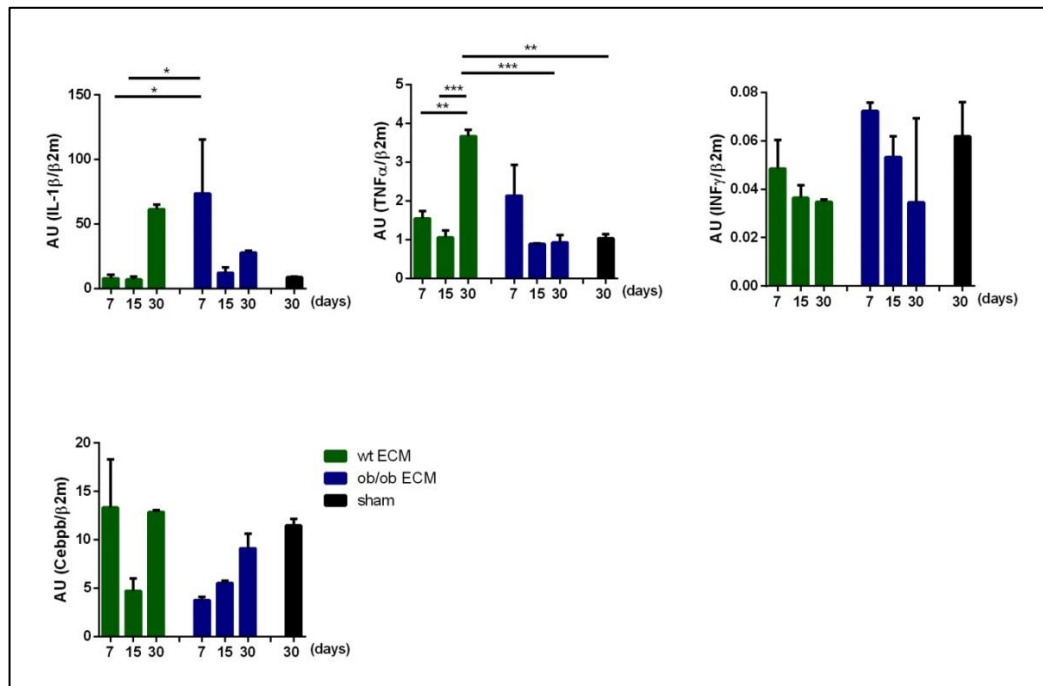 *
*
150
100
50
0
AU (IL-1β/β2m)
7 15 30 7 15 30 30 (days)
**
***
***
**
5
4
3
2
1
0
AU (TNFα/β2m)
7 15 30 7 15 30 30 (days)
0.08
0.06
0.04
0.02
0.00
AU (INFγ/β2m)
7 15 30 7 15 30 30 (days)
20
15
10
5
0
AU (Cebpb/β2m)
7 15 30 7 15 30 30 (days)
wt ECM
ob/ob ECM
sham